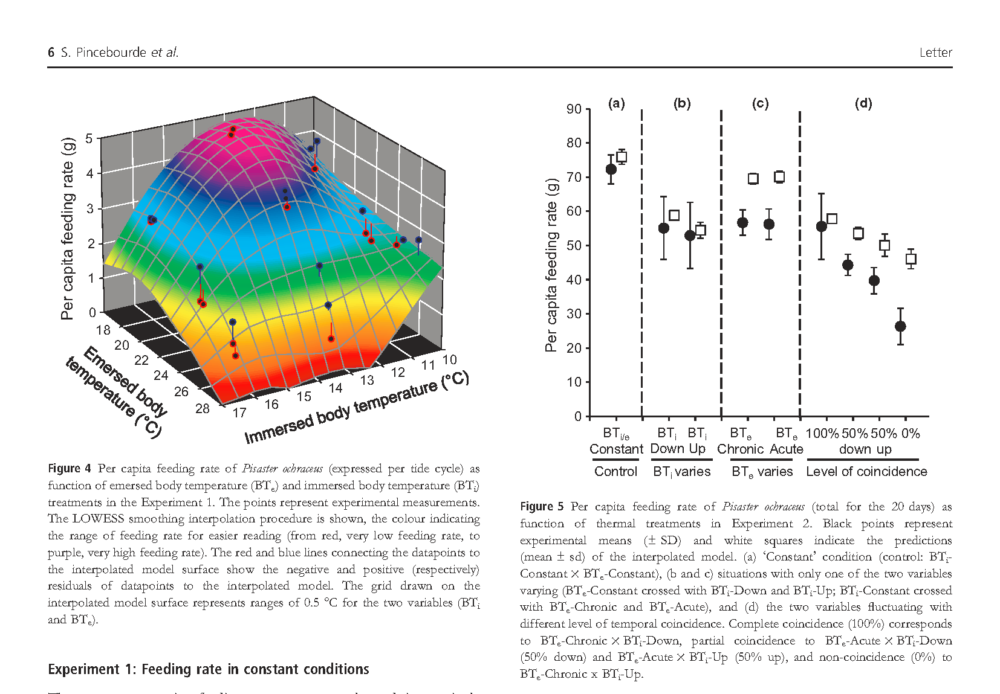 6 S. Pincebourde et al.
Letter
Per capita feeding rate (g)
5
4
3
2
1
0
18
20
22
24
26
28
Emersed body
temperature (°C)
17
16
15
14
13
12
11
10
Immersed body temperature (°C)
Figure 4 Per capita feeding rate of Pisaster ochraceus (expressed per tide cycle) as
function of emersed body temperature (BTe) and immersed body temperature (BTi)
treatments in the Experiment 1. The points represent experimental measurements.
The LOWESS smoothing interpolation procedure is shown, the colour indicating
the range of feeding rate for easier reading (from red, very low feeding rate, to
purple, very high feeding rate). The red and blue lines connecting the datapoints to
the interpolated model surface show the negative and positive (respectively)
residuals of datapoints to the interpolated model. The grid drawn on the
interpolated model surface represents ranges of 0.5 °C for the two variables (BTi
and BTe).
Experiment 1: Feeding rate in constant conditions
(a) (b) (c) (d)
Per capita feeding rate (g)
90
80
70
60
50
40
30
20
10
0
BTi/e BTi BTi BTe BTe 100% 50% 50% 0%
Constant Down Up Chronic Acute down up
Control BTi varies BTe varies Level of coincidence
Figure 5 Per capita feeding rate of Pisaster ochraceus (total for the 20 days) as
function of thermal treatments in Experiment 2. Black points represent
experimental means (± SD) and white squares indicate the predictions
(mean ± sd) of the interpolated model. (a) ‘Constant’ condition (control: BTi-
Constant × BTe-Constant), (b and c) situations with only one of the two variables
varying (BTe-Constant crossed with BTi-Down and BTi-Up; BTi-Constant crossed
with BTe-Chronic and BTe-Acute), and (d) the two variables fluctuating with
different level of temporal coincidence. Complete coincidence (100%) corresponds
to BTe-Chronic × BTi-Down, partial coincidence to BTe-Acute × BTi-Down
(50% down) and BTe-Acute × BTi-Up (50% up), and non-coincidence (0%) to
BTe-Chronic x BTi-Up.